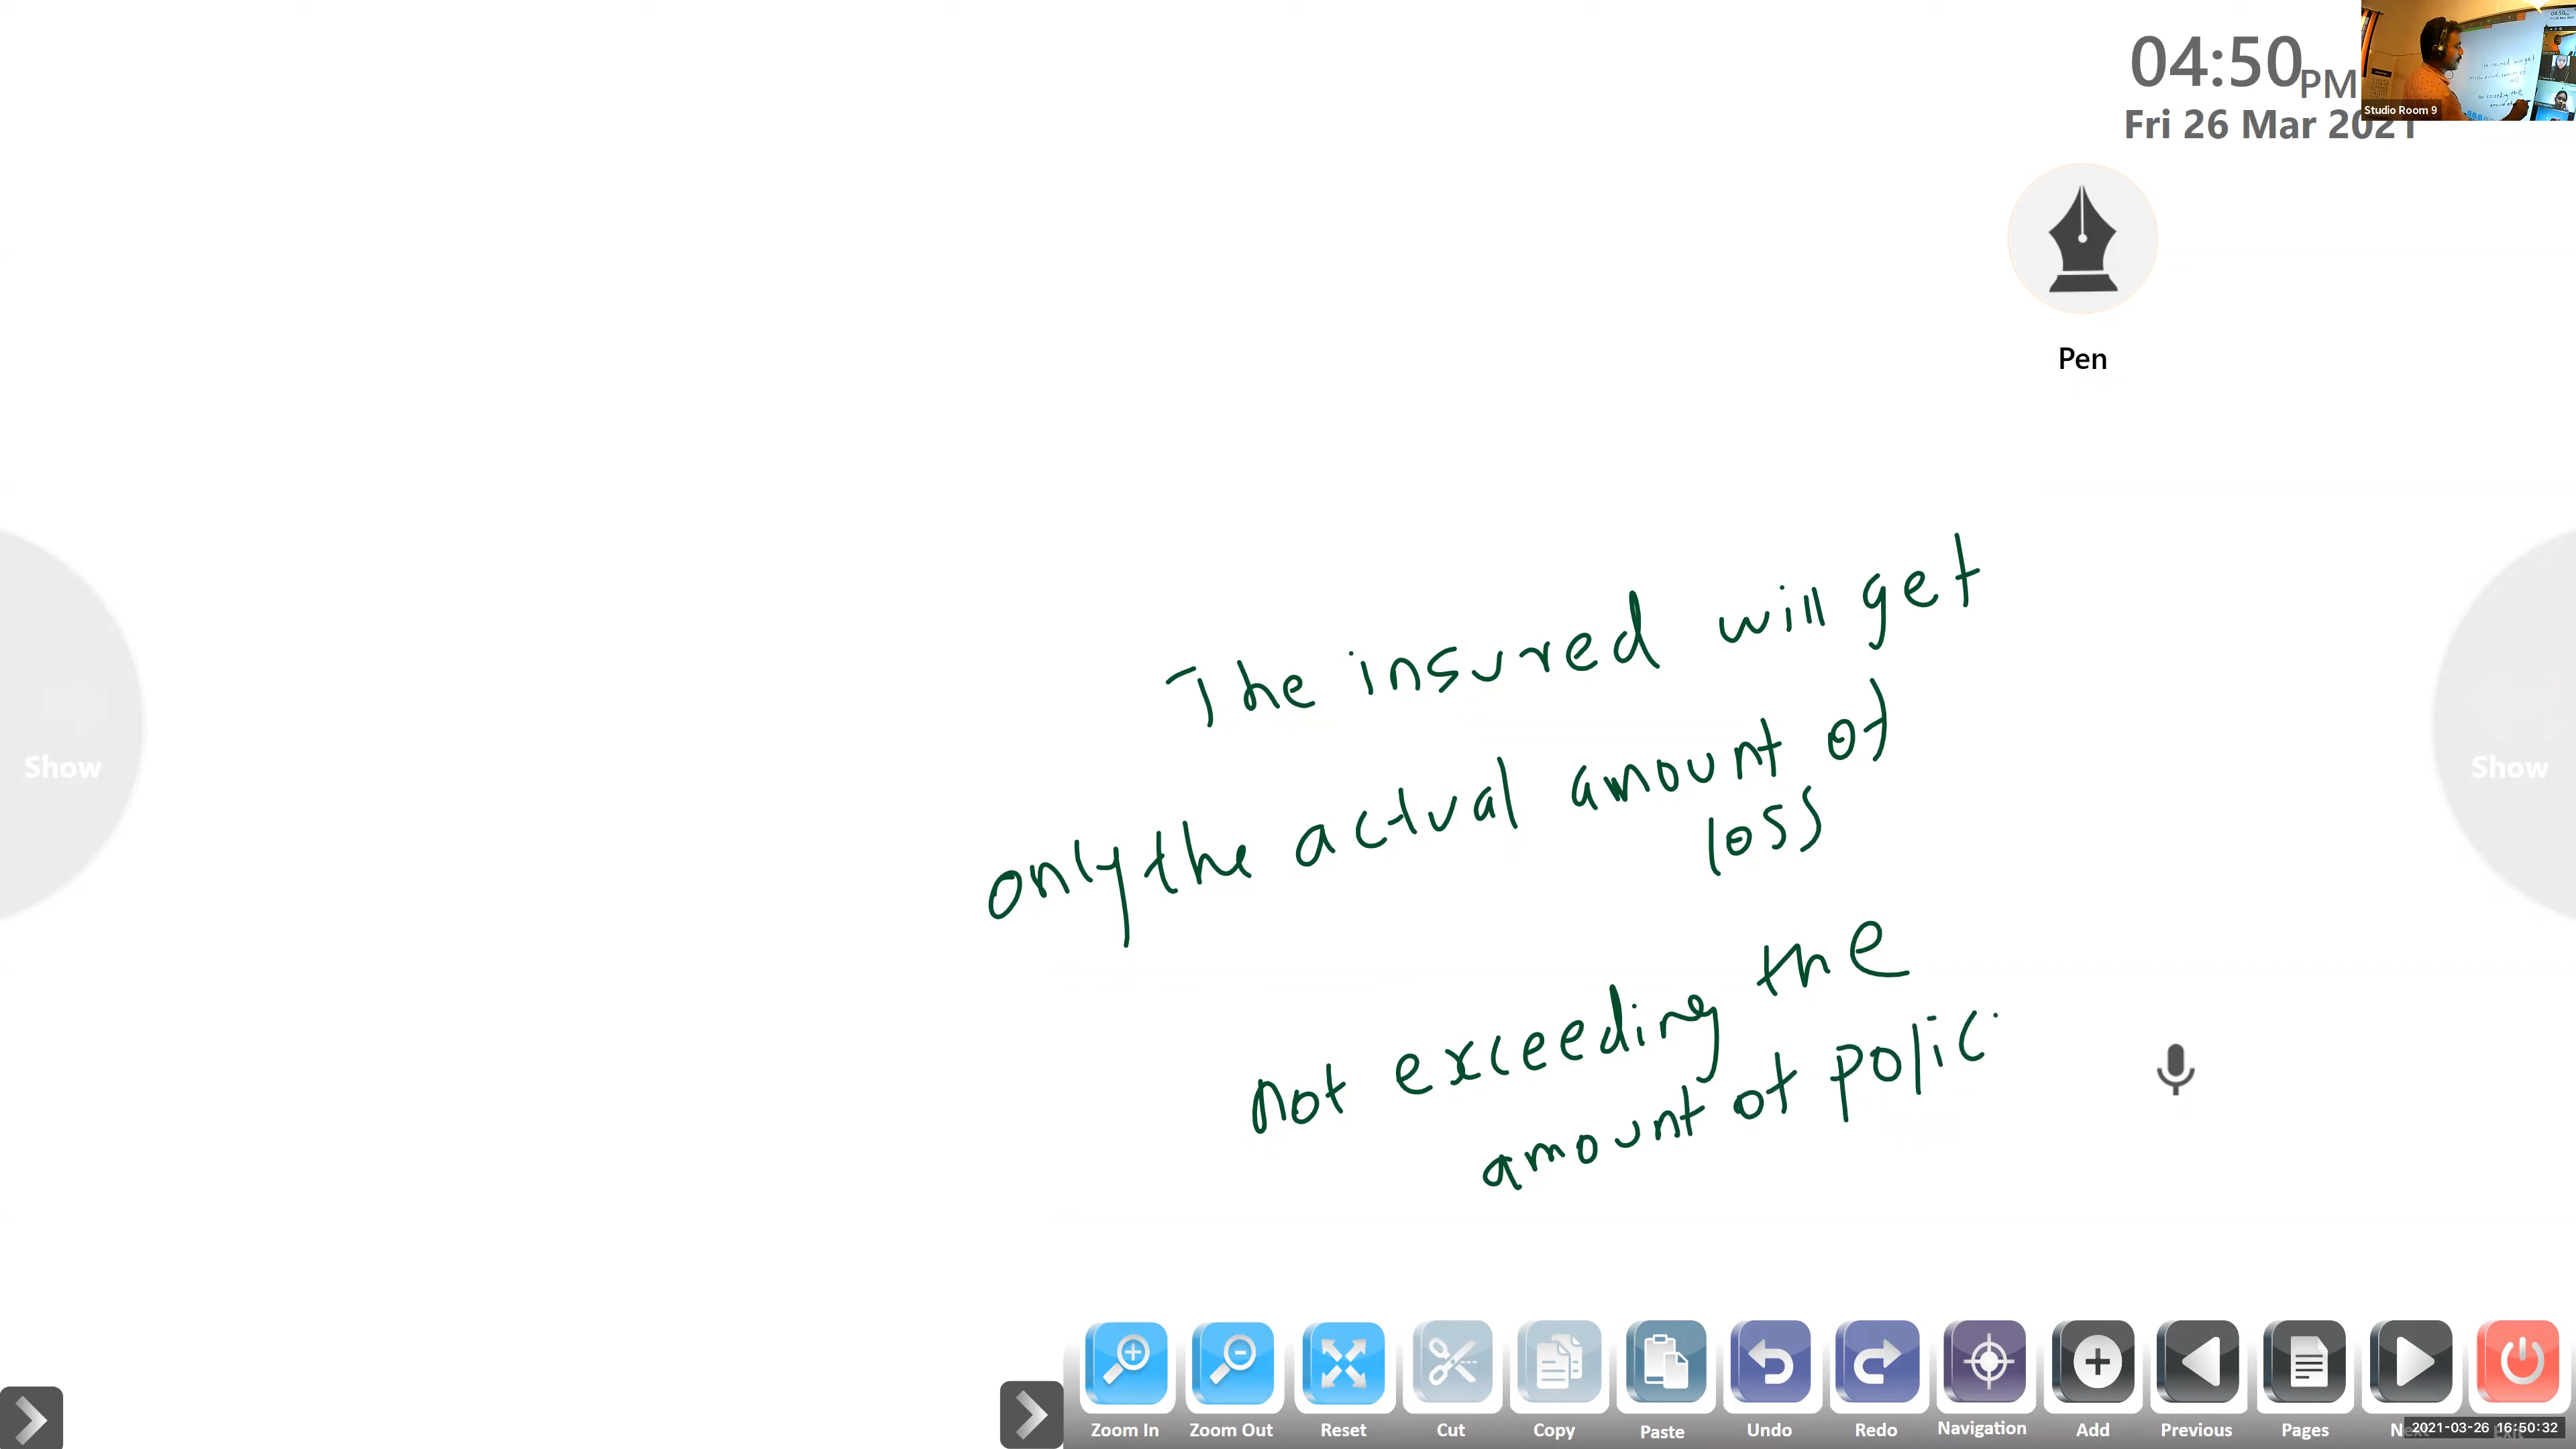 04:50PM
Fri 26 Mar 2021
Studio Room 9
Pen
The insured will get
only the actual amount of
loss
not exceeding the
amount of polic
Show
Show
Zoom In Zoom Out Reset Cut Copy Paste Undo Redo Navigation Add Previous Pages
2021-03-26 16:50:32